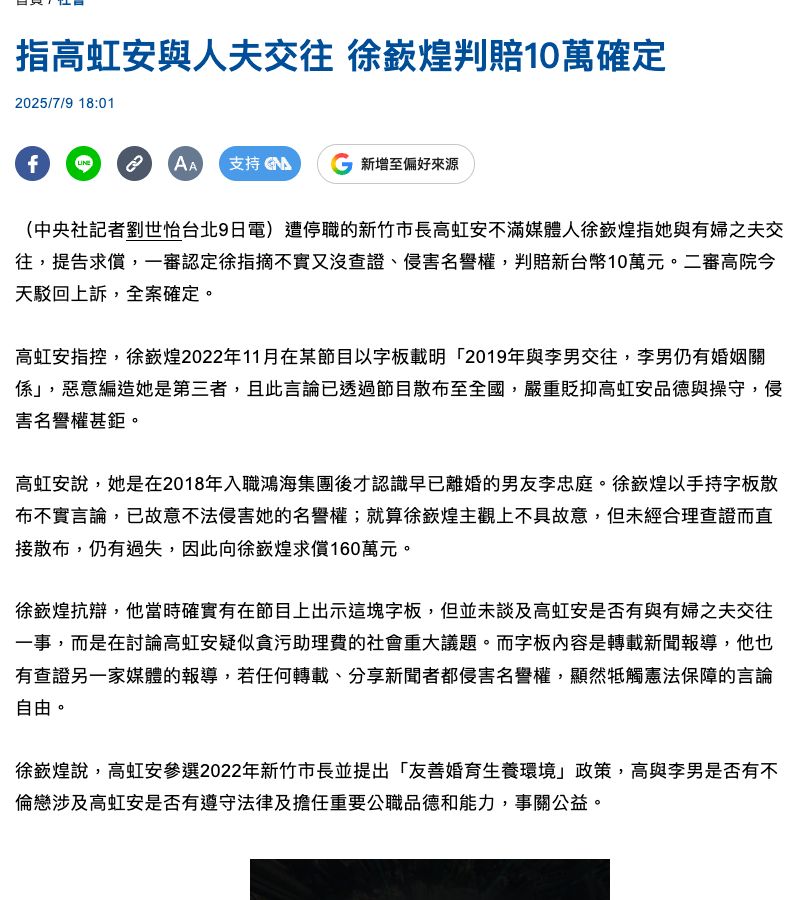 首頁 / 社會
指高虹安與人夫交往 徐嶔煌判賠10萬確定
2025/7/9 18:01
LINE
AA
支持 CNA
新增至偏好來源
（中央社記者劉世怡台北9日電）遭停職的新竹市長高虹安不滿媒體人徐嶔煌指她與有婦之夫交
往，提告求償，一審認定徐指摘不實又沒查證、侵害名譽權，判賠新台幣10萬元。二審高院今
天駁回上訴，全案確定。
高虹安指控，徐嶔煌2022年11月在某節目以字板載明「2019年與李男交往，李男仍有婚姻關
係」，惡意編造她是第三者，且此言論已透過節目散布至全國，嚴重貶抑高虹安品德與操守，侵
害名譽權甚鉅。
高虹安說，她是在2018年入職鴻海集團後才認識早已離婚的男友李忠庭。徐嶔煌以手持字板散
布不實言論，已故意不法侵害她的名譽權；就算徐嶔煌主觀上不具故意，但未經合理查證而直
接散布，仍有過失，因此向徐嶔煌求償160萬元。
徐嶔煌抗辯，他當時確實有在節目上出示這塊字板，但並未談及高虹安是否有與有婦之夫交往
一事，而是在討論高虹安疑似貪污助理費的社會重大議題。而字板內容是轉載新聞報導，他也
有查證另一家媒體的報導，若任何轉載、分享新聞者都侵害名譽權，顯然牴觸憲法保障的言論
自由。
徐嶔煌說，高虹安參選2022年新竹市長並提出「友善婚育生養環境」政策，高與李男是否有不
倫戀涉及高虹安是否有遵守法律及擔任重要公職品德和能力，事關公益。